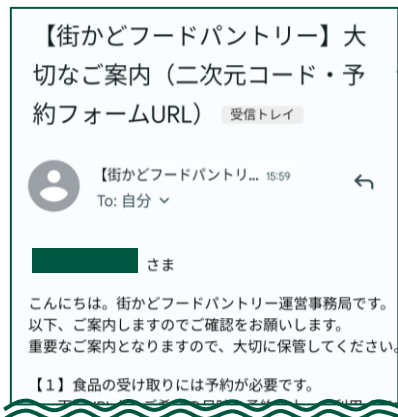 【街かどフードパントリー】大
切なご案内（二次元コード・予
約フォームURL） 受信トレイ
【街かどフードパントリ... 15:59
To: 自分
さま
こんにちは。街かどフードパントリー運営事務局です。
以下、ご案内しますのでご確認をお願いします。
重要なご案内となりますので、大切に保管してください。
【１】食品の受け取りには予約が必要です。